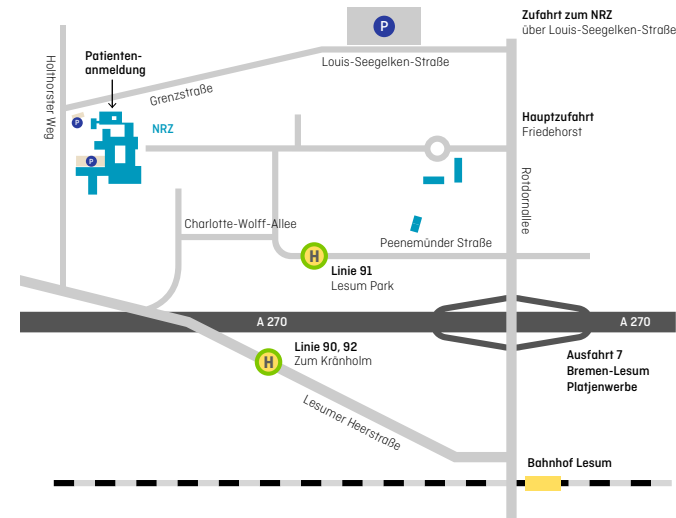 Zufahrt zum NRZ
über Louis-Seegelken-Straße
P
Louis-Seegelken-Straße
Patienten-
anmeldung
Holthorster Weg
Grenzstraße
P
NRZ
P
Hauptzufahrt
Friedehorst
Rotdornallee
Charlotte-Wolff-Allee
Peenemünder Straße
H
Linie 91
Lesum Park
A 270
A 270
Linie 90, 92
Zum Kränholm
H
Ausfahrt 7
Bremen-Lesum
Platjenwerbe
Lesumer Heerstraße
Bahnhof Lesum